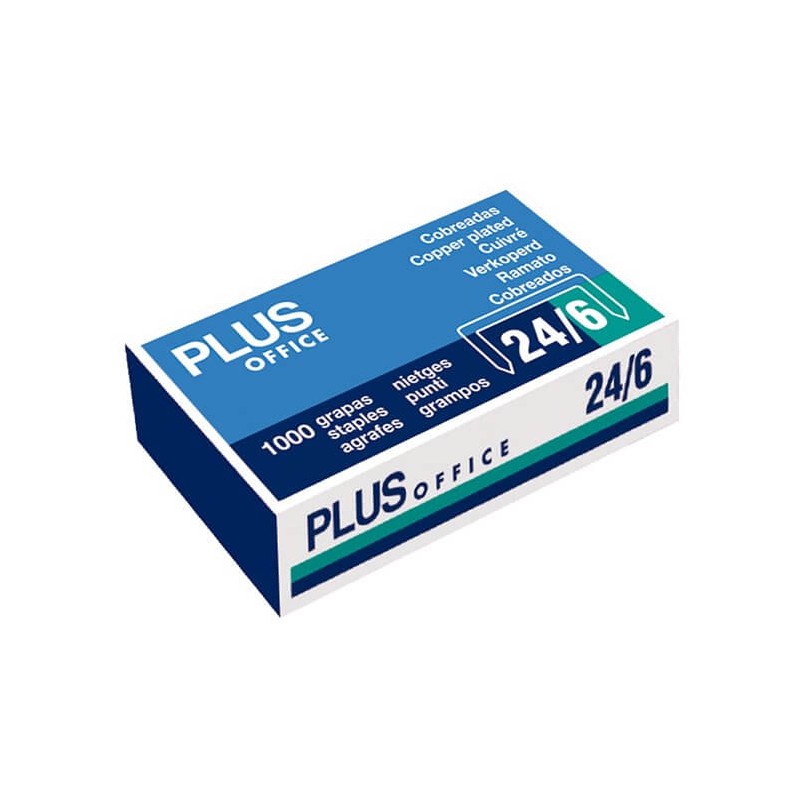 PLUS
OFFICE
Cobreadas
Copper plated
Cuivré
Verkoperd
Ramato
Cobreados
24/6
1000 grapas nietges
staples punti
agrafes grampos
PLUS OFFICE
24/6